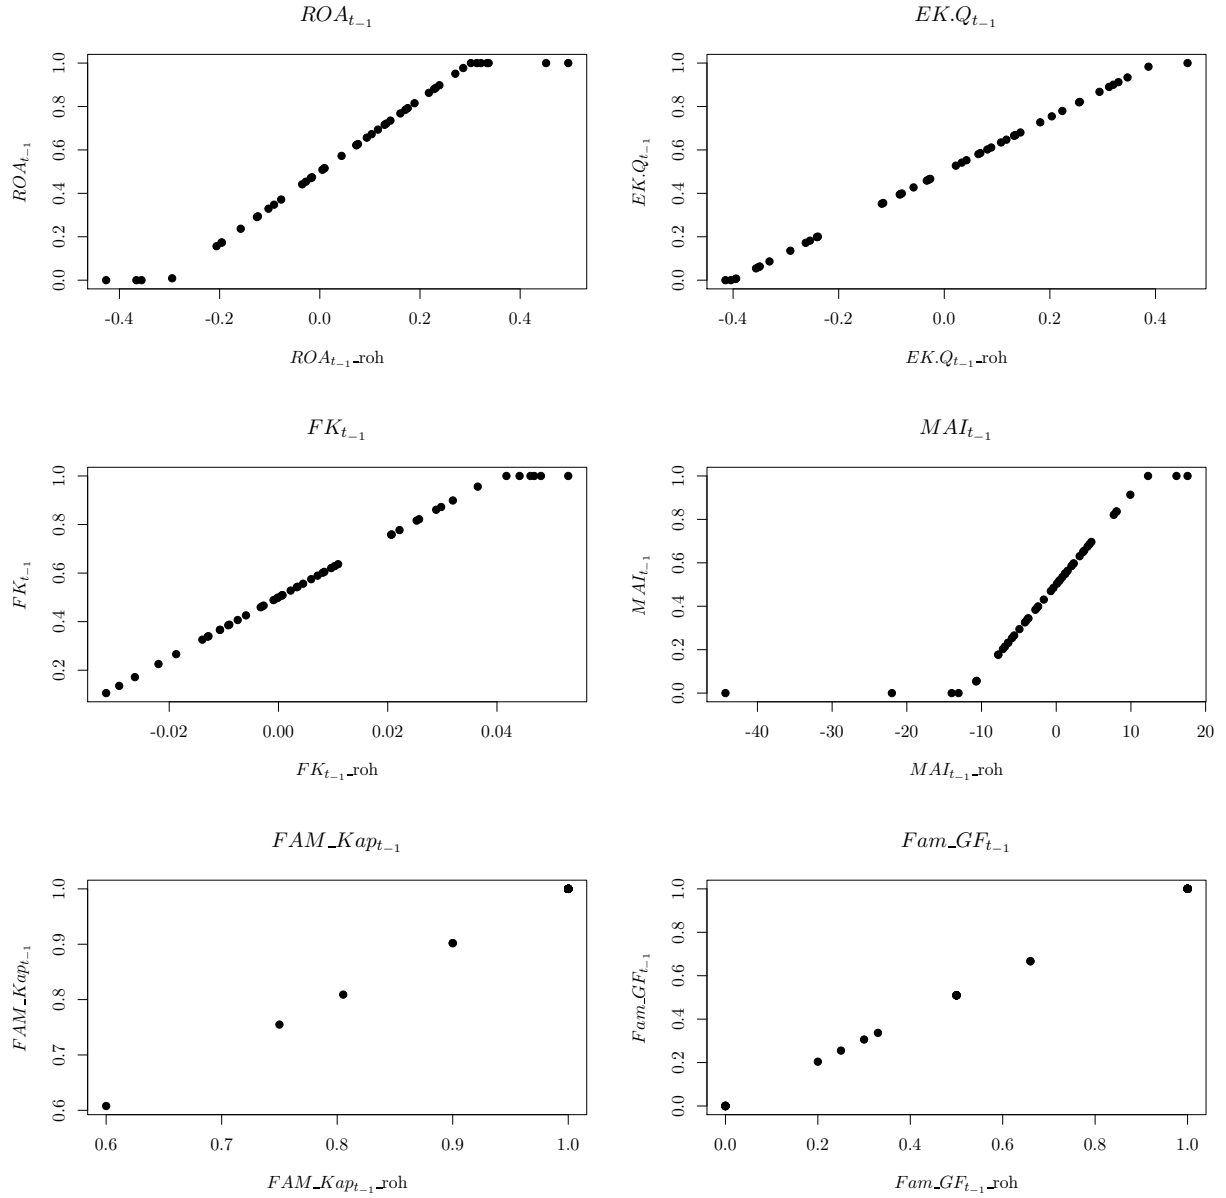 ROA_{t-1}
ROA_{t-1}
0.0 0.2 0.4 0.6 0.8 1.0
-0.4 -0.2 0.0 0.2 0.4
ROA_{t-1}_roh
EK.Q_{t-1}
EK.Q_{t-1}
0.0 0.2 0.4 0.6 0.8 1.0
-0.4 -0.2 0.0 0.2 0.4
EK.Q_{t-1}_roh
FK_{t-1}
FK_{t-1}
0.2 0.4 0.6 0.8 1.0
-0.02 0.00 0.02 0.04
FK_{t-1}_roh
MAI_{t-1}
MAI_{t-1}
0.0 0.2 0.4 0.6 0.8 1.0
-40 -30 -20 -10 0 10 20
MAI_{t-1}_roh
FAM_Kap_{t-1}
FAM_Kap_{t-1}
0.6 0.7 0.8 0.9 1.0
0.6 0.7 0.8 0.9 1.0
FAM_Kap_{t-1}_roh
Fam_GF_{t-1}
Fam_GF_{t-1}
0.0 0.2 0.4 0.6 0.8 1.0
0.0 0.2 0.4 0.6 0.8 1.0
Fam_GF_{t-1}_roh